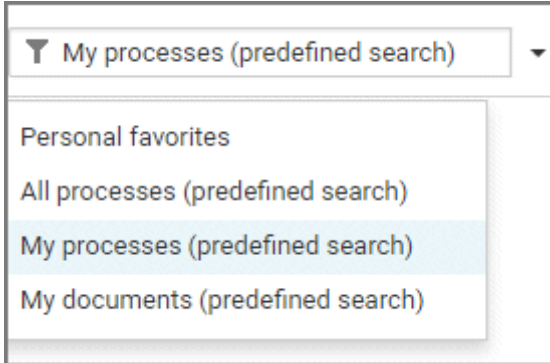 My processes (predefined search)
Personal favorites
All processes (predefined search)
My processes (predefined search)
My documents (predefined search)